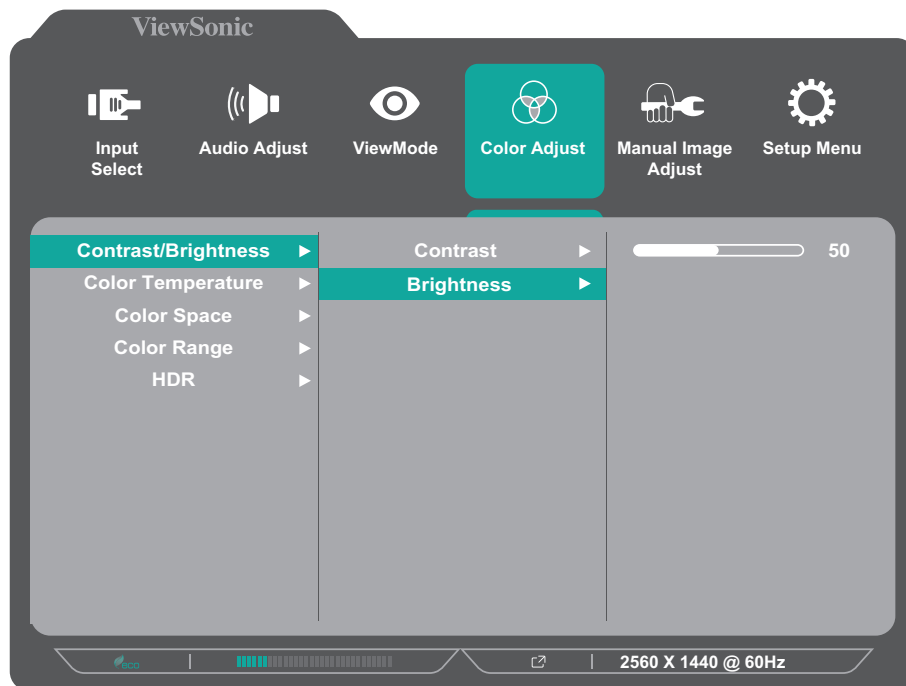 ViewSonic
Input Select
Audio Adjust
ViewMode
Color Adjust
Manual Image Adjust
Setup Menu
Contrast/Brightness
Contrast
50
Color Temperature
Brightness
Color Space
Color Range
HDR
eco
2560 X 1440 @ 60Hz